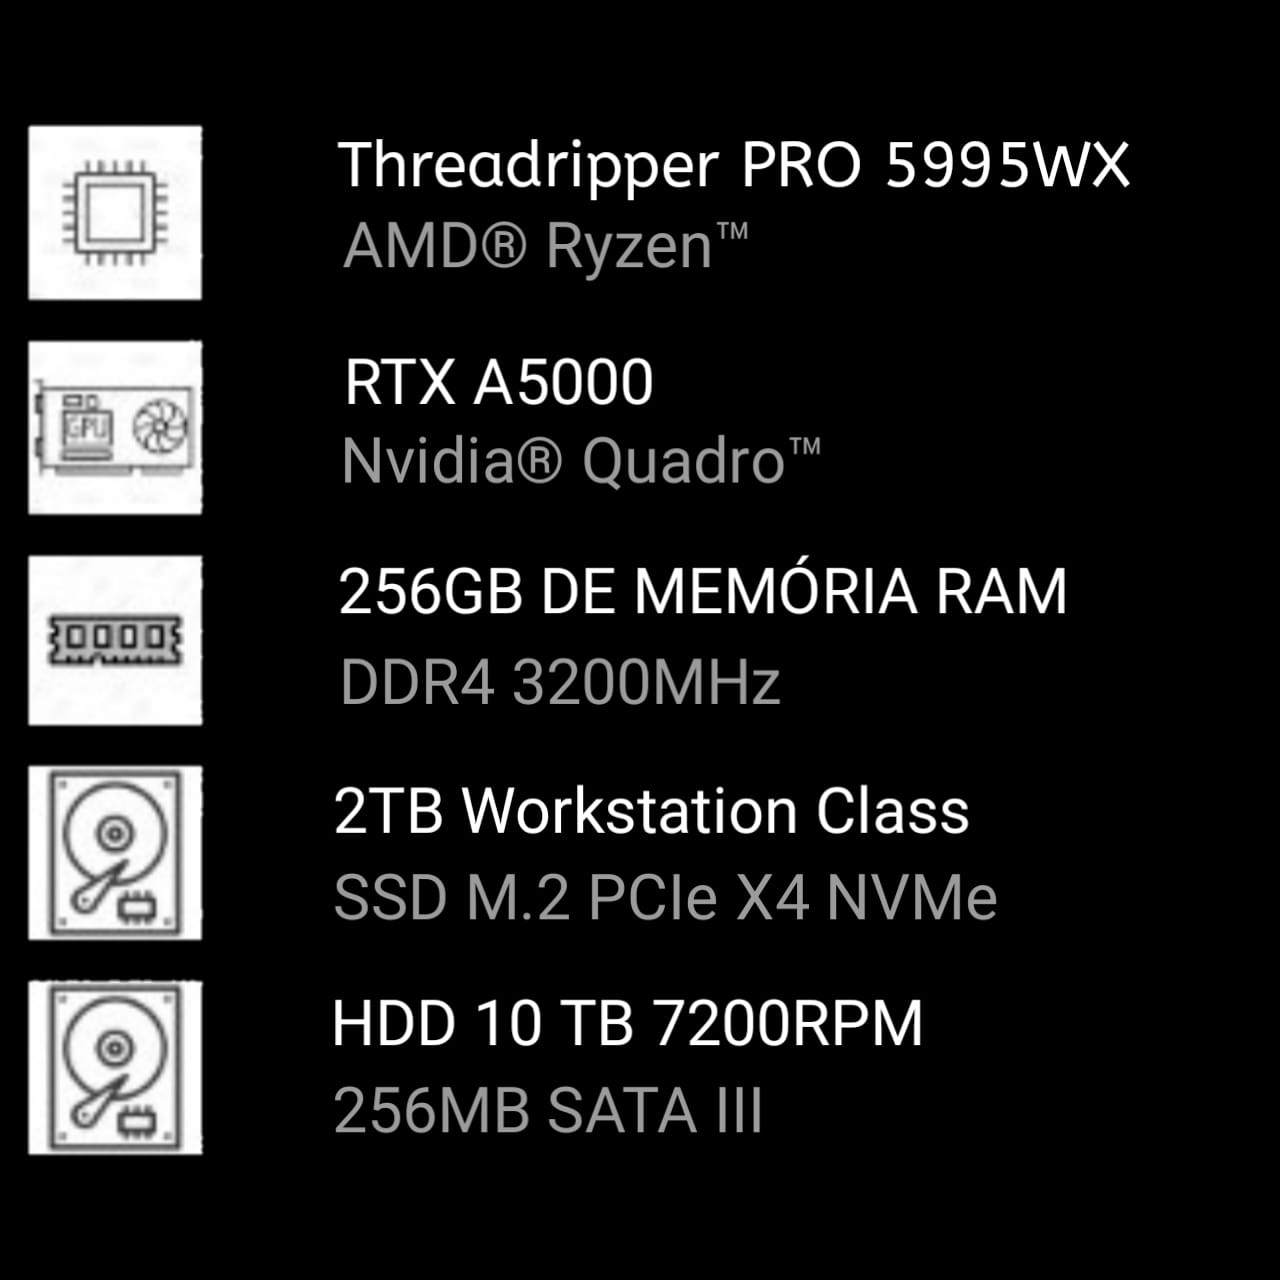 Threadripper PRO 5995WX
AMD® Ryzen™
RTX A5000
GPU
Nvidia® Quadro™
256GB DE MEMÓRIA RAM
DDR4 3200MHz
2TB Workstation Class
SSD M.2 PCIe X4 NVMe
HDD 10 TB 7200RPM
256MB SATA III